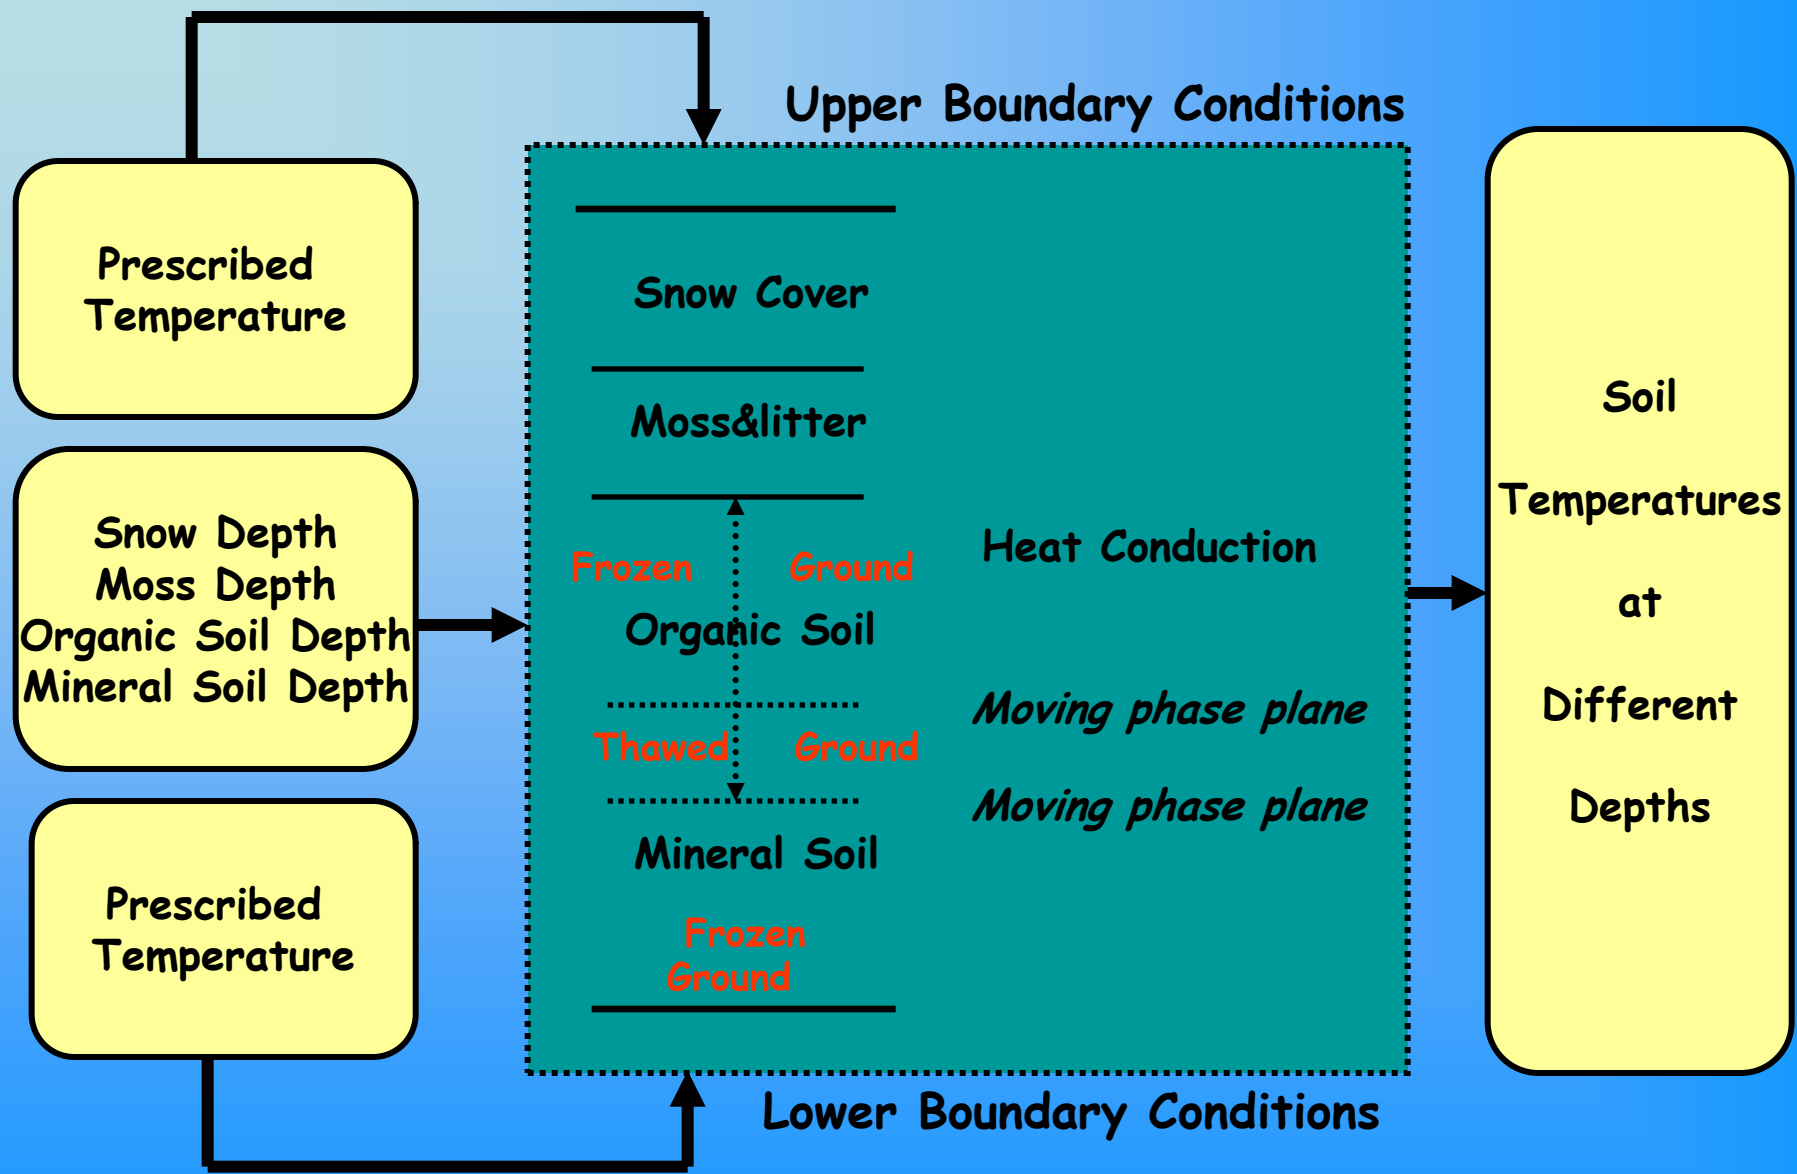 Upper Boundary Conditions
Prescribed
Temperature
Snow Depth
Moss Depth
Organic Soil Depth
Mineral Soil Depth
Prescribed
Temperature
Snow Cover
Moss&litter
Frozen Ground
Organic Soil
Thawed Ground
Mineral Soil
Frozen
Ground
Heat Conduction
Moving phase plane
Moving phase plane
Lower Boundary Conditions
Soil
Temperatures
at
Different
Depths